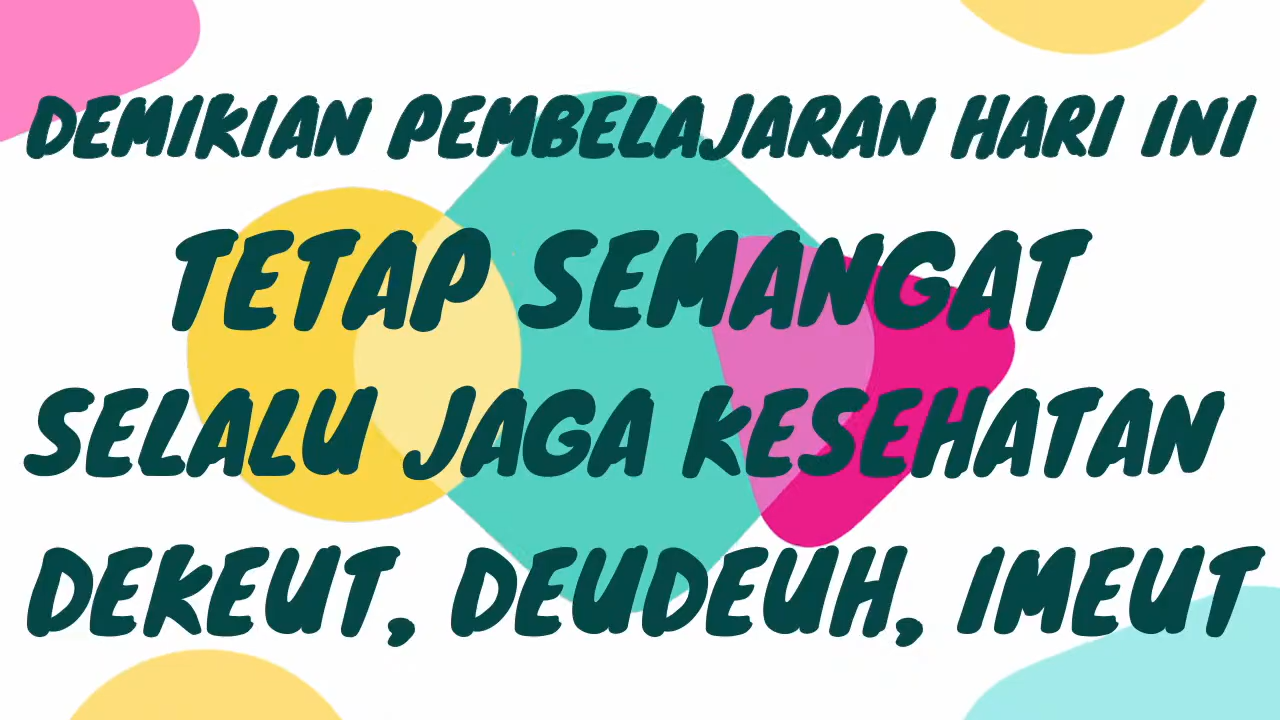 DEMIKIAN PEMBELAJARAN HARI INI
TETAP SEMANGAT
SELALU JAGA KESEHATAN
DEKEUT, DEUDEUH, IMEUT